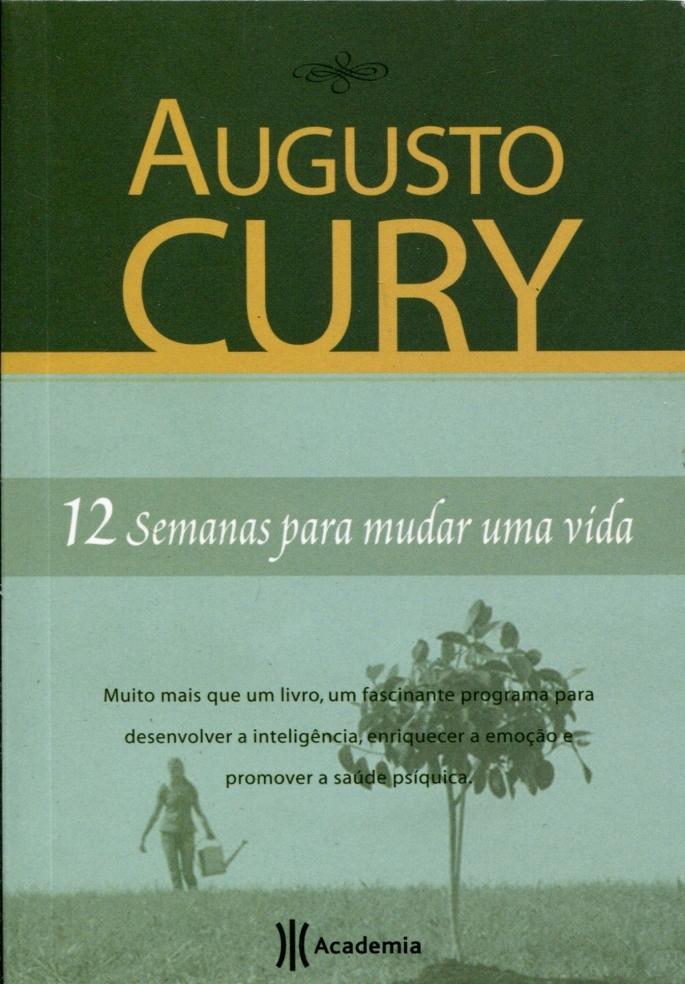 AUGUSTO
CURY
12 Semanas para mudar uma vida
Muito mais que um livro, um fascinante programa para
desenvolver a inteligência, enriquecer a emoção e
promover a saúde psíquica.
Academia